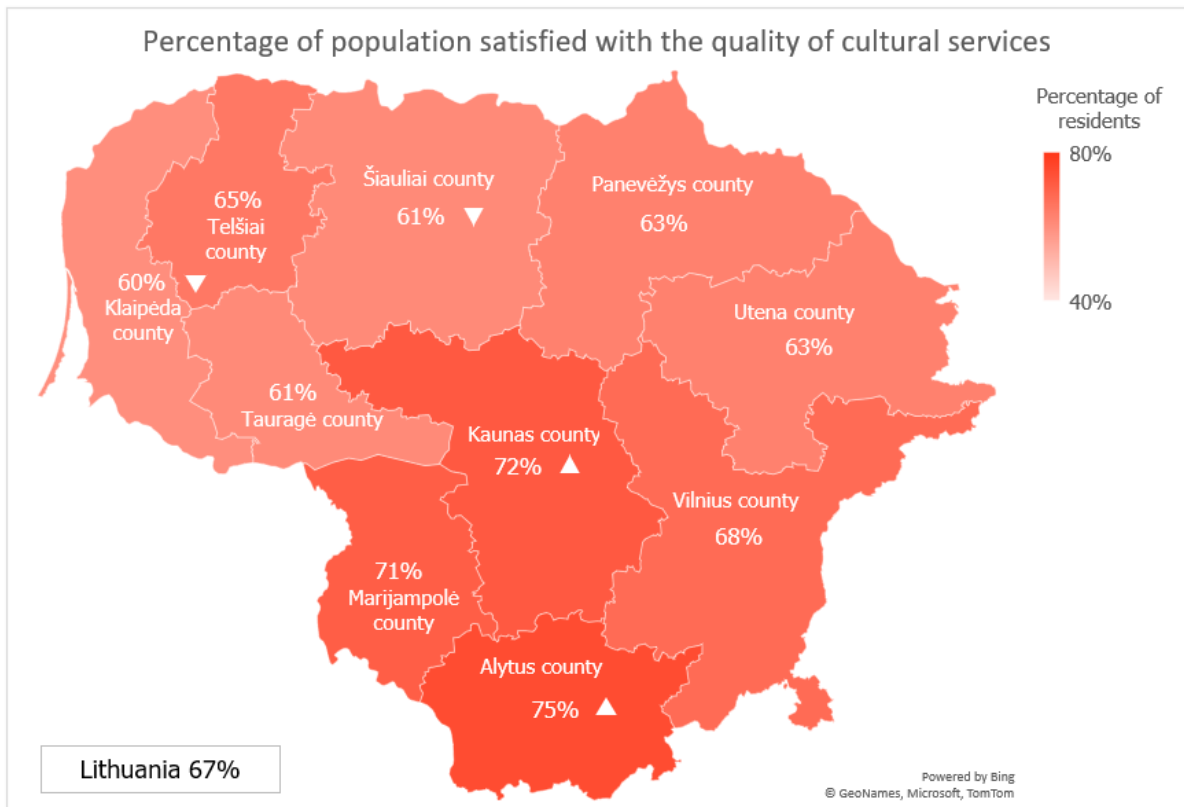 Percentage of population satisfied with the quality of cultural services
Percentage of
residents
80%
40%
65%
Telšiai
county
Šiauliai county
61% ▼
Panevėžys county
63%
60% ▼
Klaipėda
county
Utena county
63%
61%
Tauragė county
Kaunas county
72% ▲
Vilnius county
68%
71%
Marijampolė
county
Alytus county
75% ▲
Lithuania 67%
Powered by Bing
© GeoNames, Microsoft, TomTom